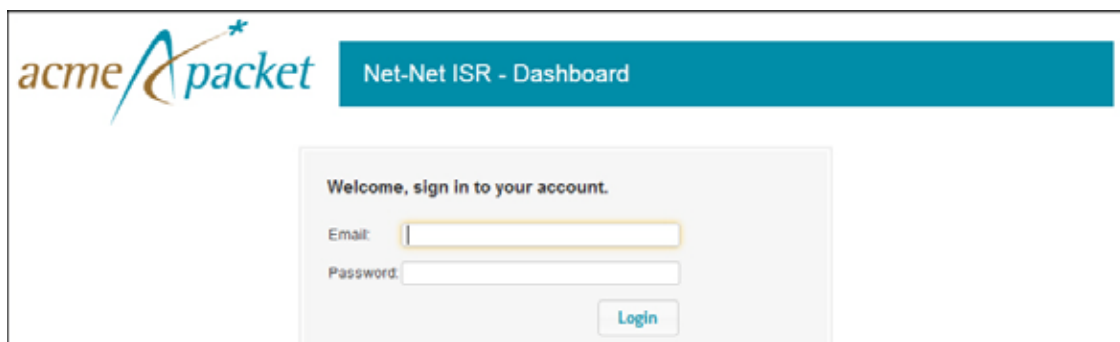 acme packet
Net-Net ISR - Dashboard
Welcome, sign in to your account.
Email:
Password:
Login